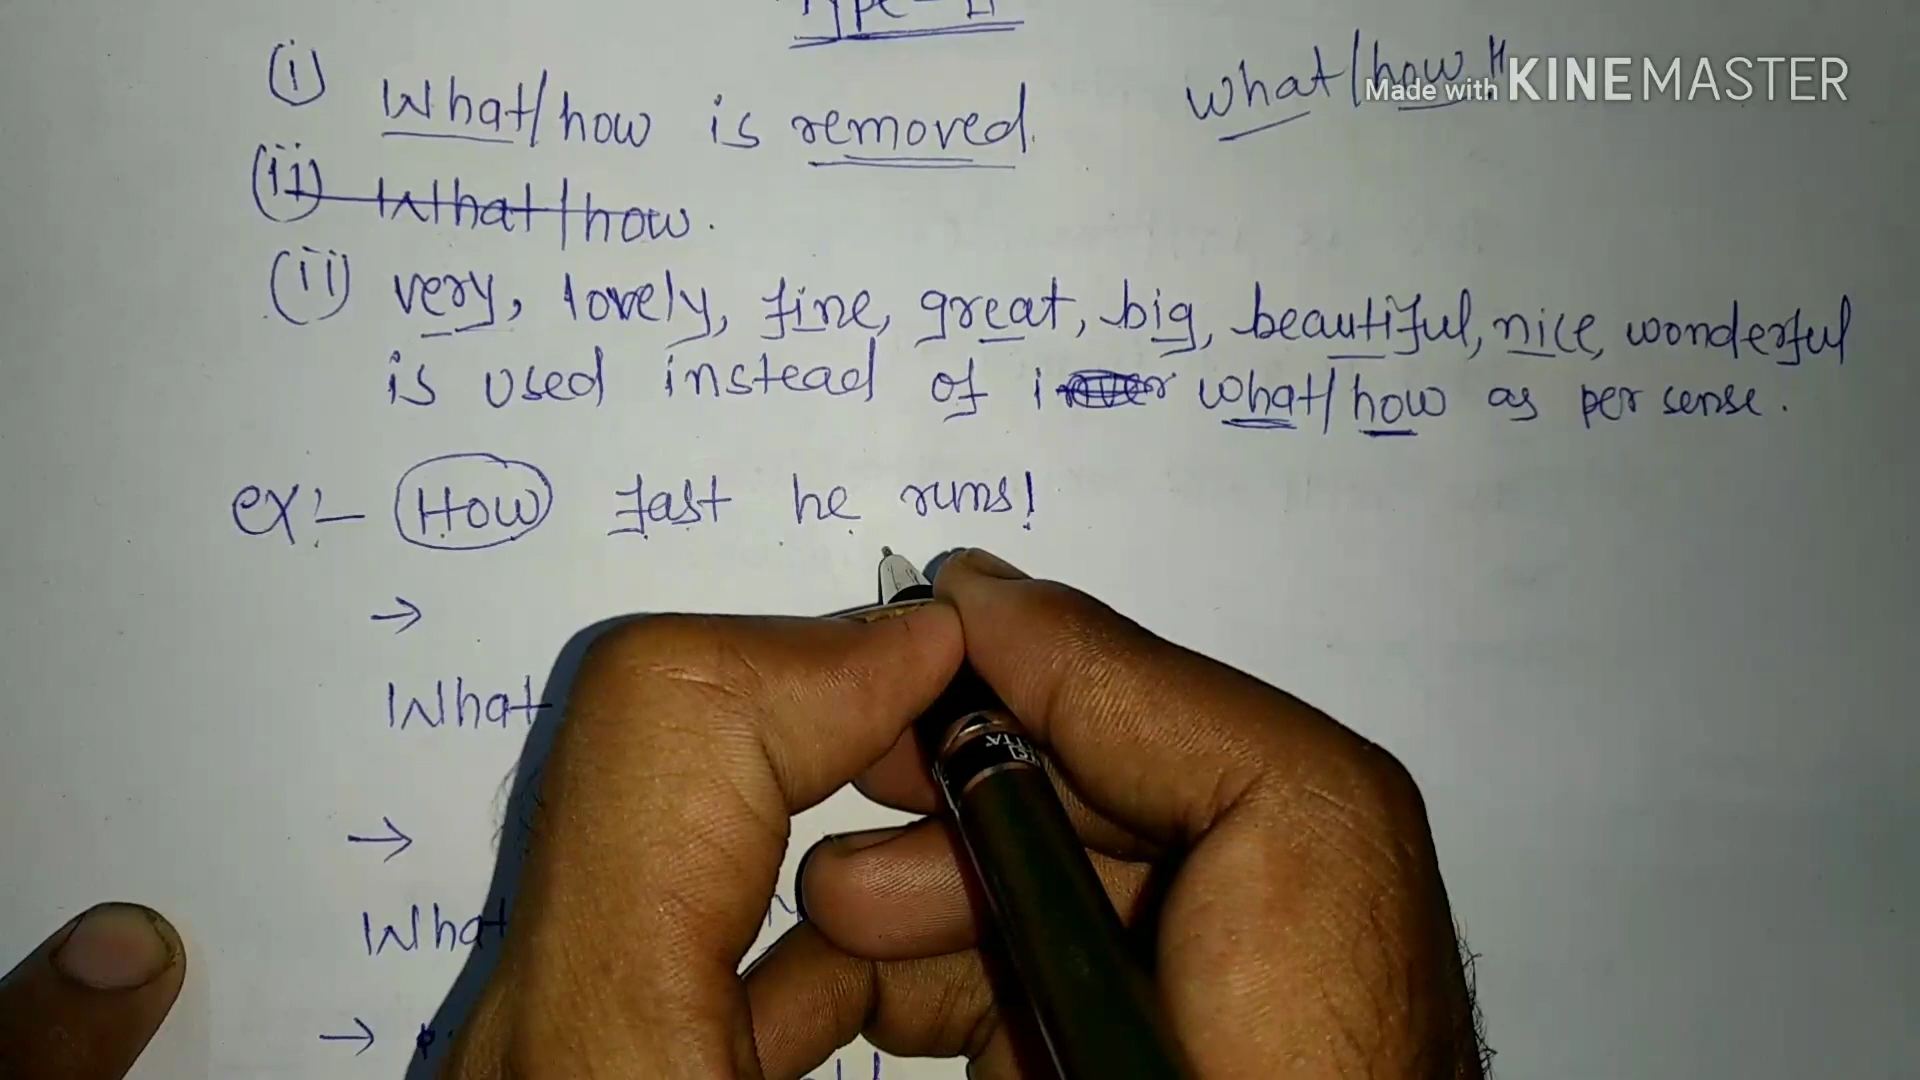 Type - II
(i) What/how is removed.
what/how
Made with KINEMASTER
(ii) What/how.
(ii) very, lovely, fine, great, big, beautiful, nice, wonderful
is used instead of what/how as per sense.
ex:- How fast he runs!
→
What
→
What
→